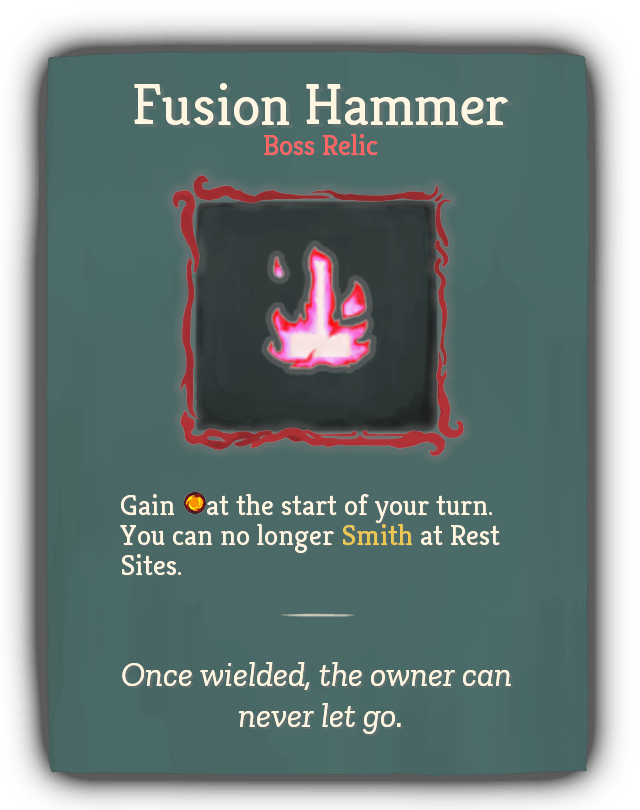 Fusion Hammer
Boss Relic
Gain at the start of your turn.
You can no longer Smith at Rest
Sites.
Once wielded, the owner can
never let go.